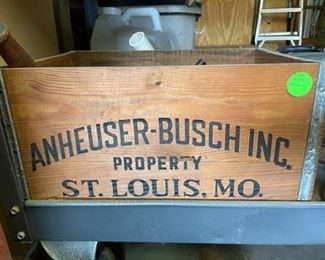 ANHEUSER-BUSCH INC.
PROPERTY
ST. LOUIS, MO.